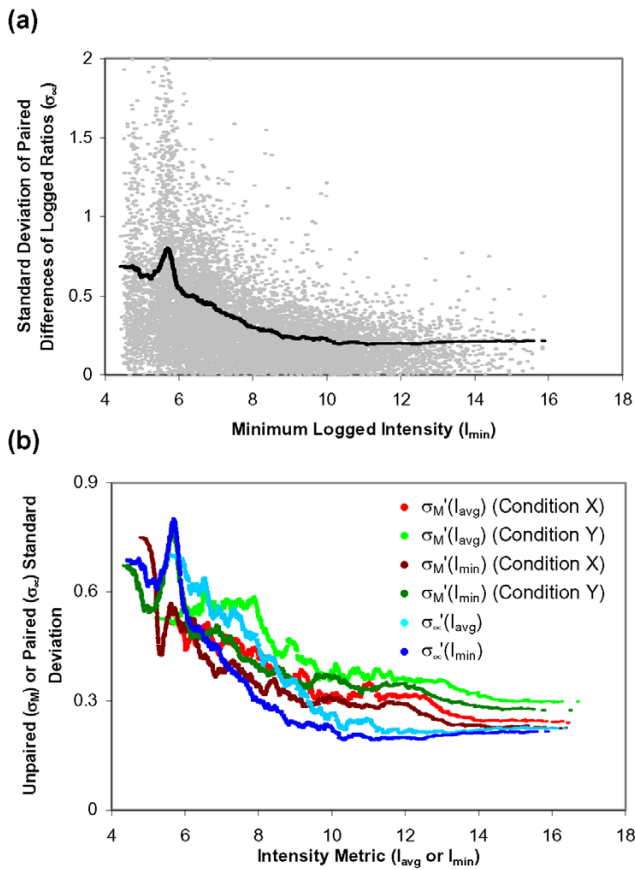 (a)
Standard Deviation of Paired
Differences of Logged Ratios (σ∝)
2
1.5
1
0.5
0
4 6 8 10 12 14 16 18
Minimum Logged Intensity (Imin)
(b)
Unpaired (σM) or Paired (σ∝) Standard
Deviation
0.9
0.6
0.3
0
σM'(Iavg) (Condition X)
σM'(Iavg) (Condition Y)
σM'(Imin) (Condition X)
σM'(Imin) (Condition Y)
σ∝'(Iavg)
σ∝'(Imin)
4 6 8 10 12 14 16 18
Intensity Metric (Iavg or Imin)